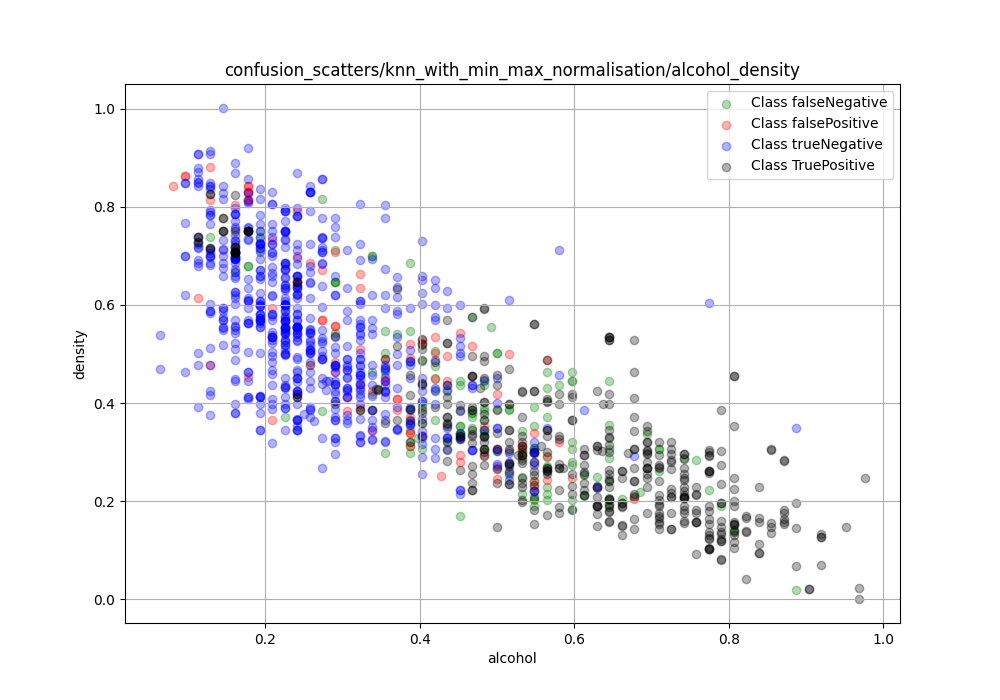 confusion_scatters/knn_with_min_max_normalisation/alcohol_density
Class falseNegative
Class falsePositive
Class trueNegative
Class TruePositive
1.0
0.8
0.6
0.4
0.2
0.0
density
0.2 0.4 0.6 0.8 1.0
alcohol